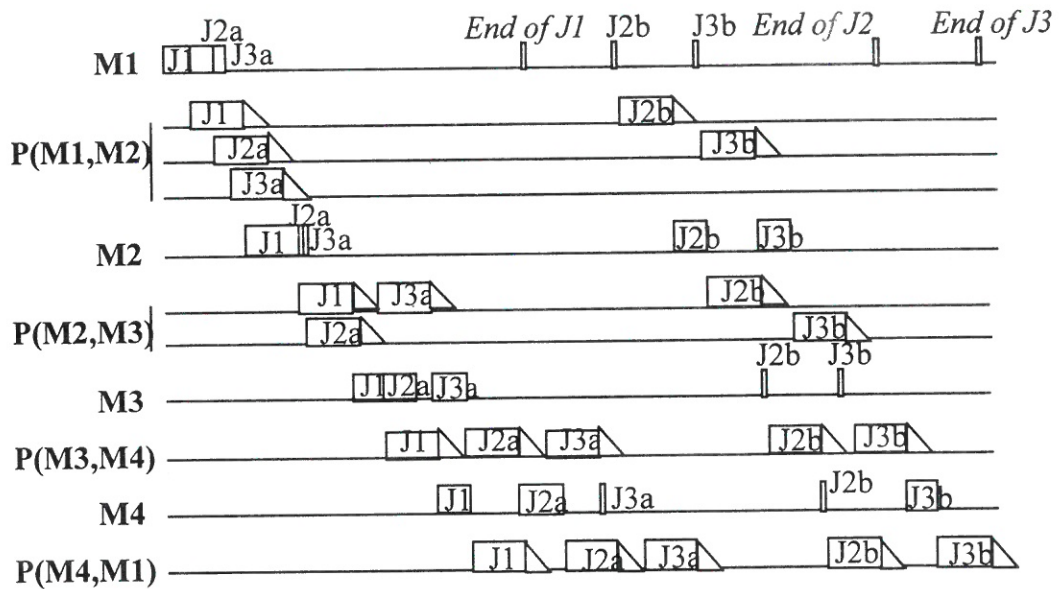 J2a End of J1 J2b J3b End of J2 End of J3
M1 J1 J3a
J1 J2b
P(M1,M2) J2a J3b
J3a
J2a
M2 J1 J3a J2b J3b
J1 J3a J2b
P(M2,M3) J2a J3b
J2b J3b
M3 J1 J2a J3a
P(M3,M4) J1 J2a J3a J2b J3b
M4 J1 J2a J3a J2b J3b
P(M4,M1) J1 J2a J3a J2b J3b